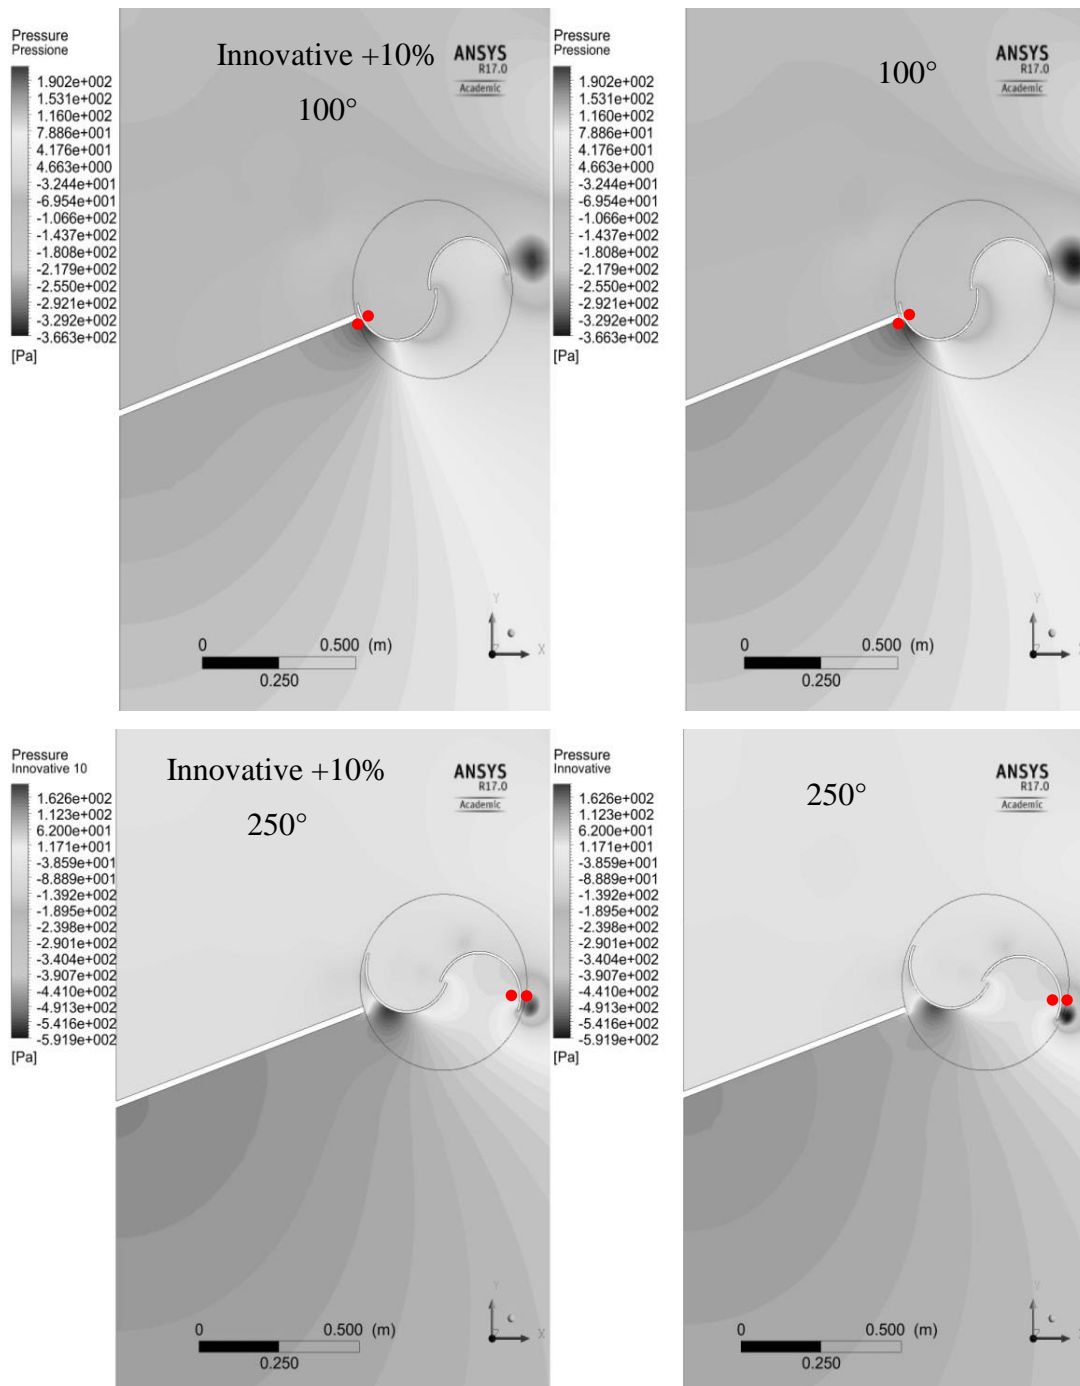 Pressure
Pressione
1.902e+002
1.531e+002
1.160e+002
7.886e+001
4.176e+001
4.663e+000
-3.244e+001
-6.954e+001
-1.066e+002
-1.437e+002
-1.808e+002
-2.179e+002
-2.550e+002
-2.921e+002
-3.292e+002
-3.663e+002
[Pa]
Innovative +10%
100°
ANSYS
R17.0
Academic
0 0.500 (m)
0.250
Y
X
Pressure
Pressione
1.902e+002
1.531e+002
1.160e+002
7.886e+001
4.176e+001
4.663e+000
-3.244e+001
-6.954e+001
-1.066e+002
-1.437e+002
-1.808e+002
-2.179e+002
-2.550e+002
-2.921e+002
-3.292e+002
-3.663e+002
[Pa]
100°
ANSYS
R17.0
Academic
0 0.500 (m)
0.250
Y
Pressure
Innovative 10
1.626e+002
1.123e+002
6.200e+001
1.171e+001
-3.859e+001
-8.889e+001
-1.392e+002
-1.895e+002
-2.398e+002
-2.901e+002
-3.404e+002
-3.907e+002
-4.410e+002
-4.913e+002
-5.416e+002
-5.919e+002
[Pa]
Innovative +10%
250°
ANSYS
R17.0
Academic
0 0.500 (m)
0.250
Y
X
Pressure
Innovative
1.626e+002
1.123e+002
6.200e+001
1.171e+001
-3.859e+001
-8.889e+001
-1.392e+002
-1.895e+002
-2.398e+002
-2.901e+002
-3.404e+002
-3.907e+002
-4.410e+002
-4.913e+002
-5.416e+002
-5.919e+002
[Pa]
250°
ANSYS
R17.0
Academic
0 0.500 (m)
0.250
Y